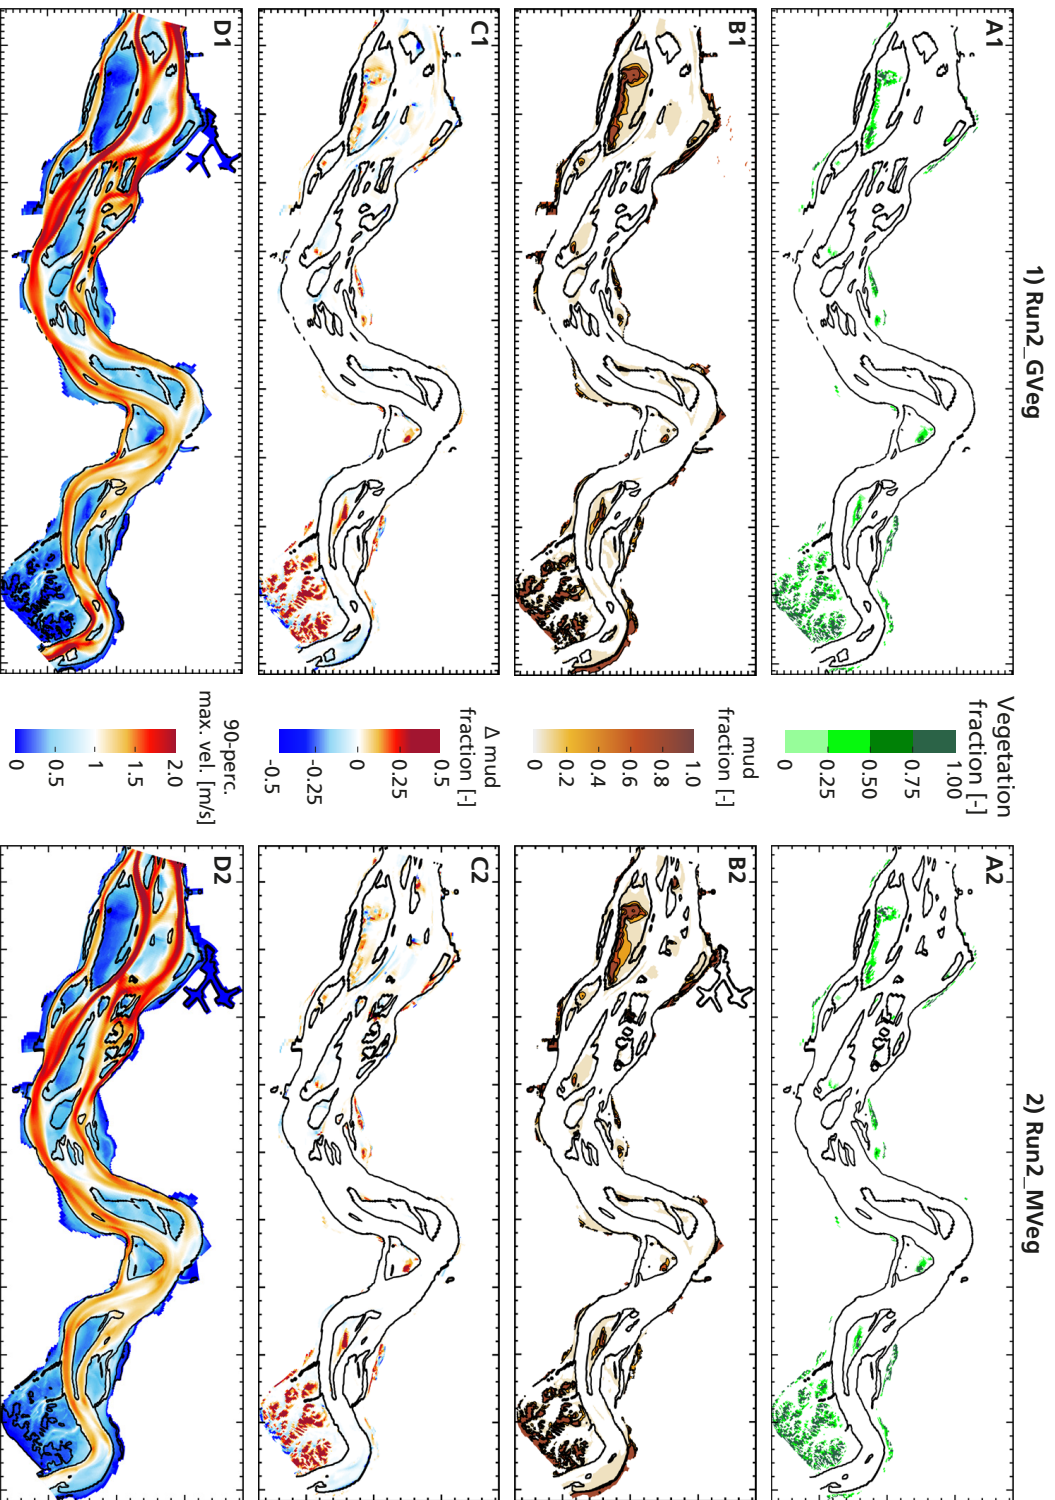 1) Run2_GVeg
A1
B1
C1
D1
Vegetation
fraction [-]
0
0.25
0.50
0.75
1.00
mud
fraction [-]
0
0.2
0.4
0.6
0.8
1.0
Δ mud
fraction [-]
-0.5
-0.25
0
0.25
0.5
90-perc.
max. vel. [m/s]
0
0.5
1
1.5
2.0
2) Run2_MVeg
A2
B2
C2
D2